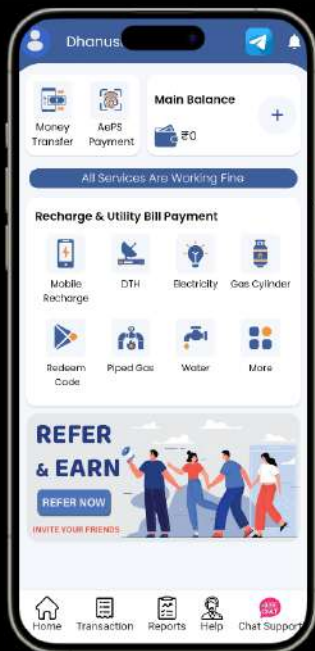 Dhanus
Money Transfer
AePS Payment
Main Balance
₹0
+
All Services Are Working Fine
Recharge & Utility Bill Payment
Mobile Recharge
DTH
Electricity
Gas Cylinder
Redeem Code
Piped Gas
Water
More
REFER
& EARN
REFER NOW
INVITE YOUR FRIENDS
Home
Transaction
Reports
Help
Chat Support